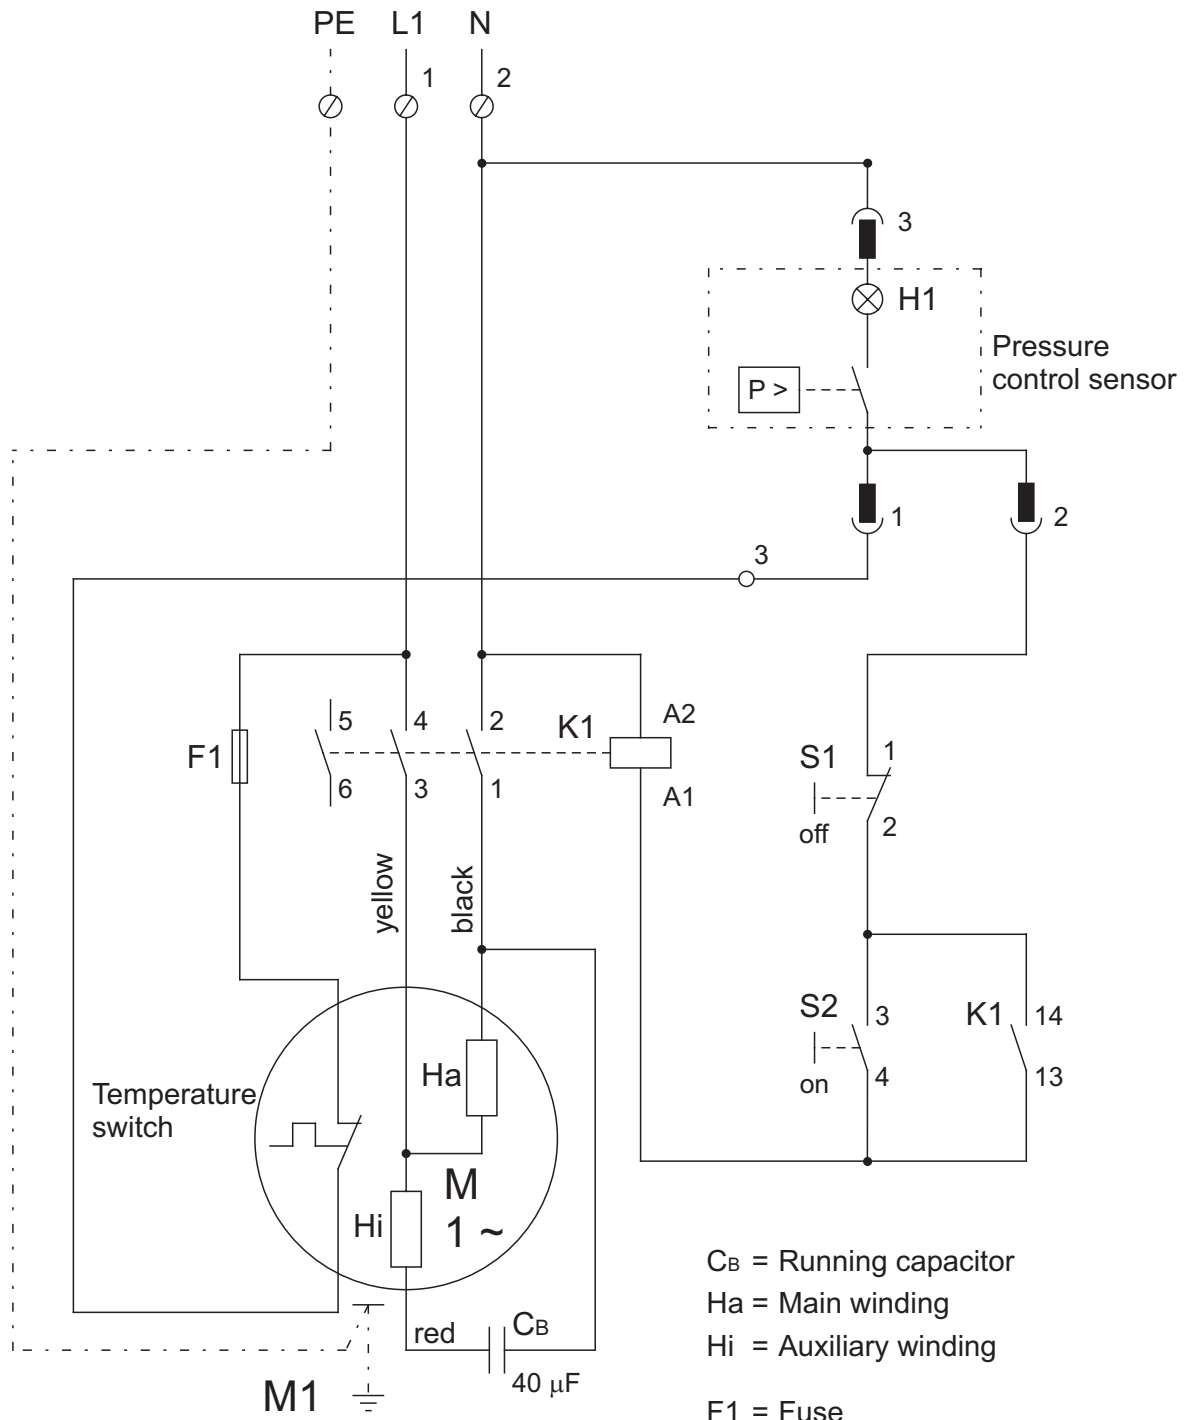 PE L1 N
1 2
3
H1
Pressure
control sensor
P >
1 2
3
5 4 2 K1 A2
F1
6 3 1 A1
S1 1
off 2
yellow black
S2 3 K1 14
on 4 13
Ha
Temperature
switch
M
1 ~
Hi
CB = Running capacitor
Ha = Main winding
Hi = Auxiliary winding
red CB
40 µF
M1
F1 = Fuse